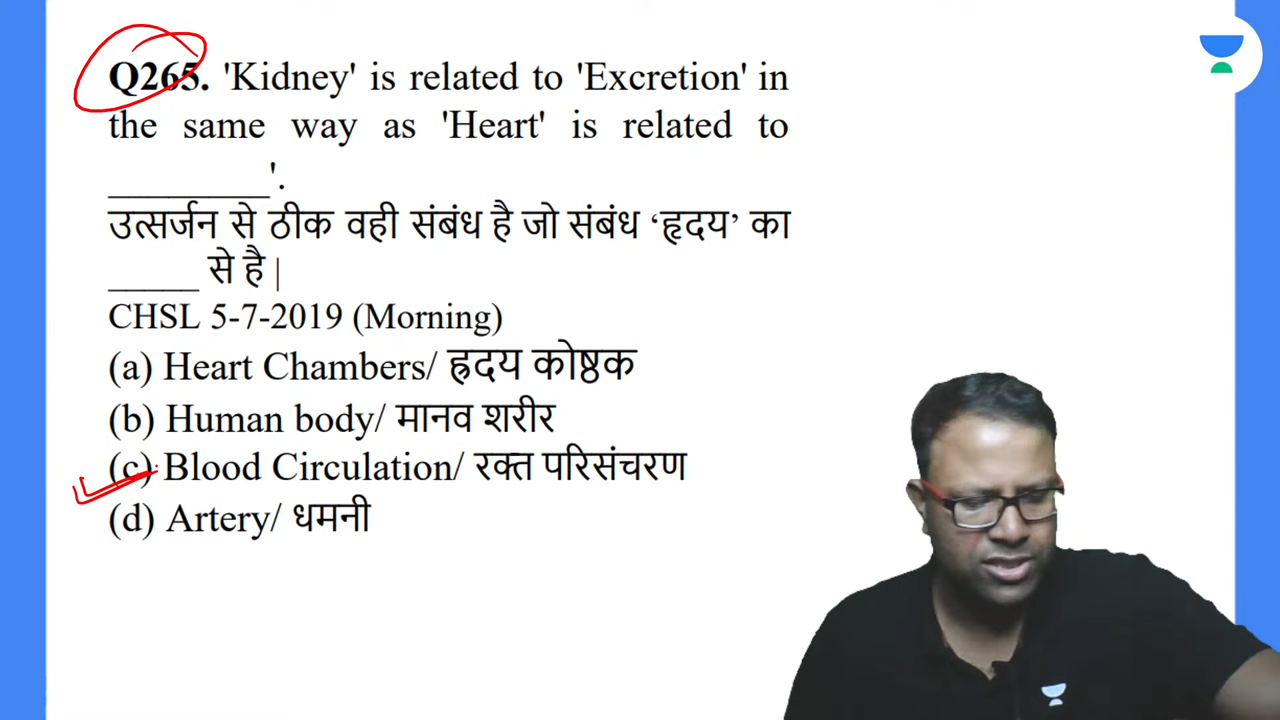 Q265. 'Kidney' is related to 'Excretion' in
the same way as 'Heart' is related to
________'.
उत्सर्जन से ठीक वही संबंध है जो संबंध ‘हृदय’ का
_____ से है |
CHSL 5-7-2019 (Morning)
(a) Heart Chambers/ ह्रदय कोष्ठक
(b) Human body/ मानव शरीर
(c) Blood Circulation/ रक्त परिसंचरण
(d) Artery/ धमनी